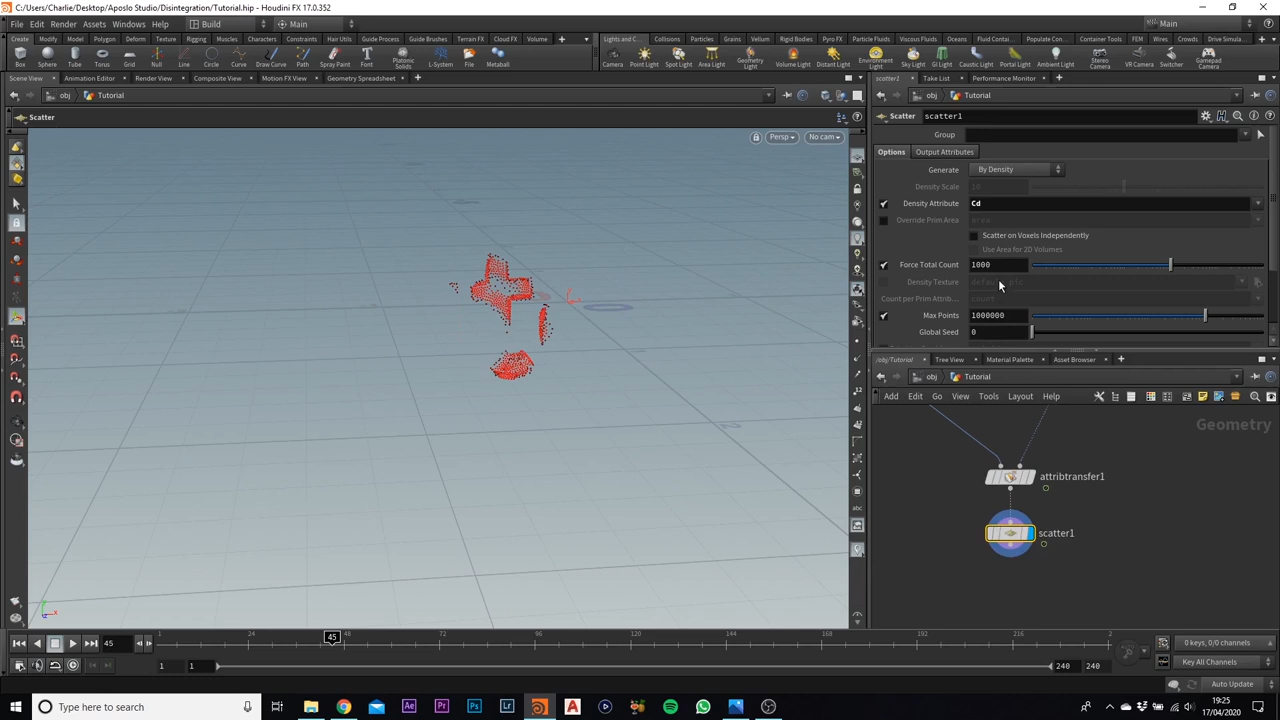 C:/Users/Charlie/Desktop/Aposlo Studio/Disintegration/Tutorial.hip - Houdini FX 17.0.352
File Edit Render Assets Windows Help Build Main Main
Create Modify Model Polygon Deform Texture Rigging Muscles Characters Constraints Hair Utils Guide Process Guide Brushes Terrain FX Cloud FX Volume
Lights and C... Collisions Particles Grains Vellum Rigid Bodies Pyro FX Particle Fluids Viscous Fluids Oceans Fluid Contai... Populate Con... Container Tools FEM Wires Crowds Drive Simula...
Box Sphere Tube Torus Grid Null Line Circle Curve Draw Curve Path Spray Paint Font Platonic Solids L-System Metaball File
Camera Point Light Spot Light Area Light Geometry Light Volume Light Distant Light Environment Light Sky Light GI Light Caustic Light Portal Light Ambient Light Stereo Camera VR Camera Switcher Gamepad Camera
Scene View Animation Editor Render View Composite View Motion FX View Geometry Spreadsheet
obj Tutorial
Scatter
Persp No cam
scatter1 Take List Performance Monitor
obj Tutorial
Scatter scatter1
Group
Options Output Attributes
Generate By Density
Density Scale 10
Density Attribute Cd
Override Prim Area area
Scatter on Voxels Independently
Use Area for 2D Volumes
Force Total Count 1000
Density Texture default.pic
Count per Prim Attrib... count
Max Points 1000000
Global Seed 0
/obj/Tutorial Tree View Material Palette Asset Browser
obj Tutorial
Add Edit Go View Tools Layout Help
Geometry
attribtransfer1
scatter1
45
1 24 45 48 72 96 120 144 168 192 216 2
1 1 240 240
0 keys, 0/0 channels
Key All Channels
Auto Update
Type here to search
19:25
17/04/2020